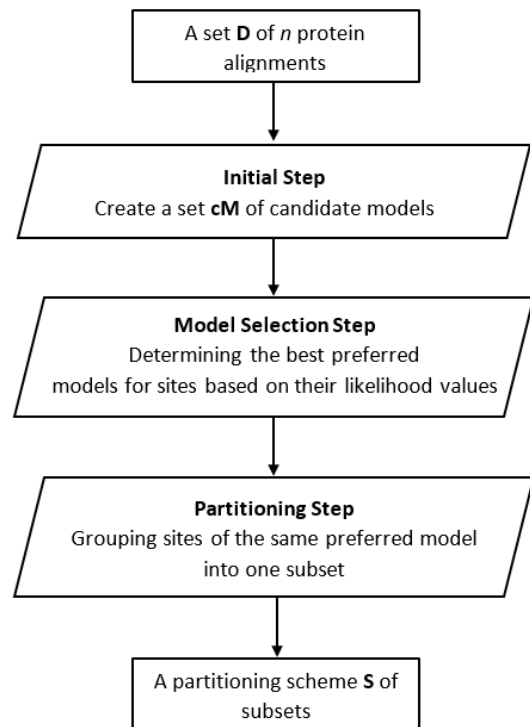 A set D of n protein
alignments
Initial Step
Create a set cM of candidate models
Model Selection Step
Determining the best preferred
models for sites based on their likelihood values
Partitioning Step
Grouping sites of the same preferred model
into one subset
A partitioning scheme S of
subsets